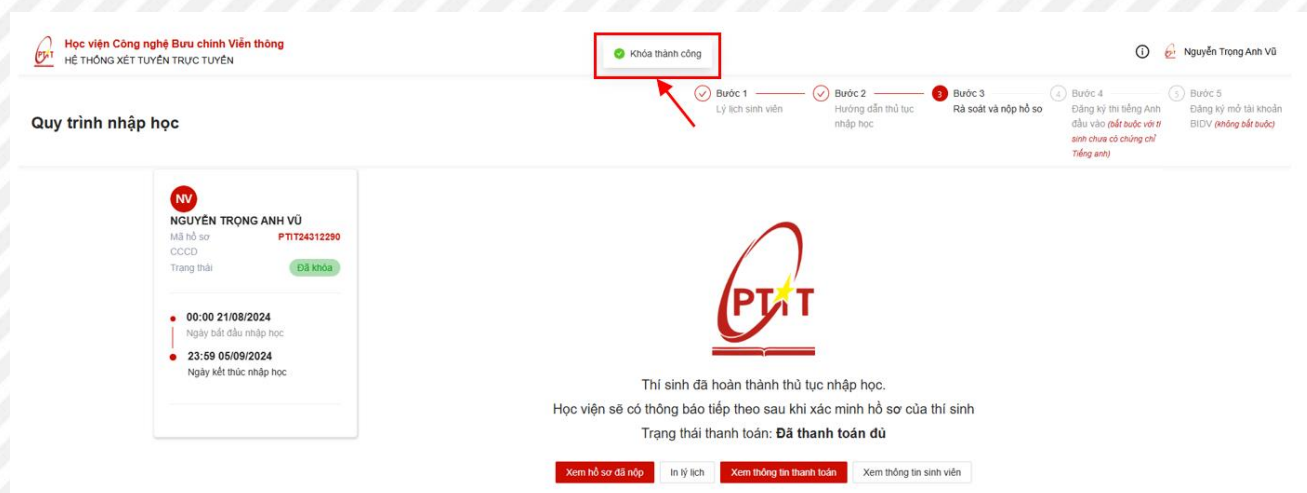 Học viện Công nghệ Bưu chính Viễn thông
HỆ THỐNG XÉT TUYỂN TRỰC TUYẾN
Khóa thành công
Nguyễn Trọng Anh Vũ
Quy trình nhập học
Bước 1
Lý lịch sinh viên
Bước 2
Hướng dẫn thủ tục
nhập học
3
Bước 3
Rà soát và nộp hồ sơ
4
Bước 4
Đăng ký thi tiếng Anh
đầu vào (bắt buộc với tí
sinh chưa có chứng chỉ
Tiếng anh)
5
Bước 5
Đăng ký mở tài khoản
BIDV (không bắt buộc)
NV
NGUYỄN TRỌNG ANH VŨ
Mã hồ sơ PTIT24312290
CCCD
Trạng thái Đã khóa
00:00 21/08/2024
Ngày bắt đầu nhập học
23:59 05/09/2024
Ngày kết thúc nhập học
PTIT
Thí sinh đã hoàn thành thủ tục nhập học.
Học viện sẽ có thông báo tiếp theo sau khi xác minh hồ sơ của thí sinh
Trạng thái thanh toán: Đã thanh toán đủ
Xem hồ sơ đã nộp In lý lịch Xem thông tin thanh toán Xem thông tin sinh viên